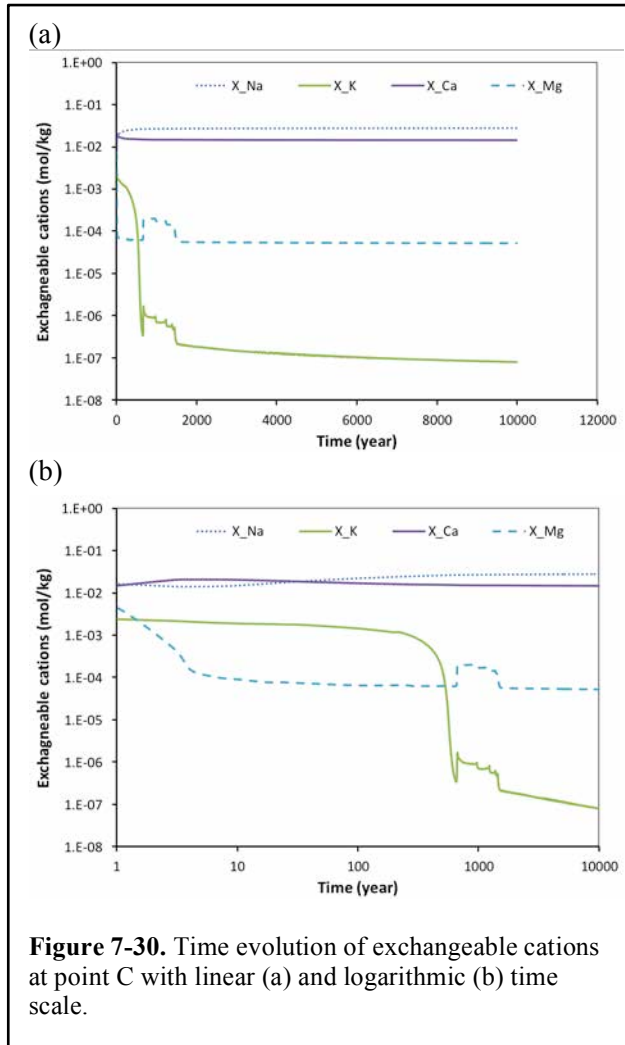 (a)
1.E+00
X_Na X_K X_Ca X_Mg
1.E-01
1.E-02
1.E-03
1.E-04
1.E-05
1.E-06
1.E-07
1.E-08
Exchagneable cations (mol/kg)
0 2000 4000 6000 8000 10000 12000
Time (year)
(b)
1.E+00
X_Na X_K X_Ca X_Mg
1.E-01
1.E-02
1.E-03
1.E-04
1.E-05
1.E-06
1.E-07
1.E-08
Exchagneable cations (mol/kg)
1 10 100 1000 10000
Time (year)
Figure 7-30. Time evolution of exchangeable cations
at point C with linear (a) and logarithmic (b) time
scale.